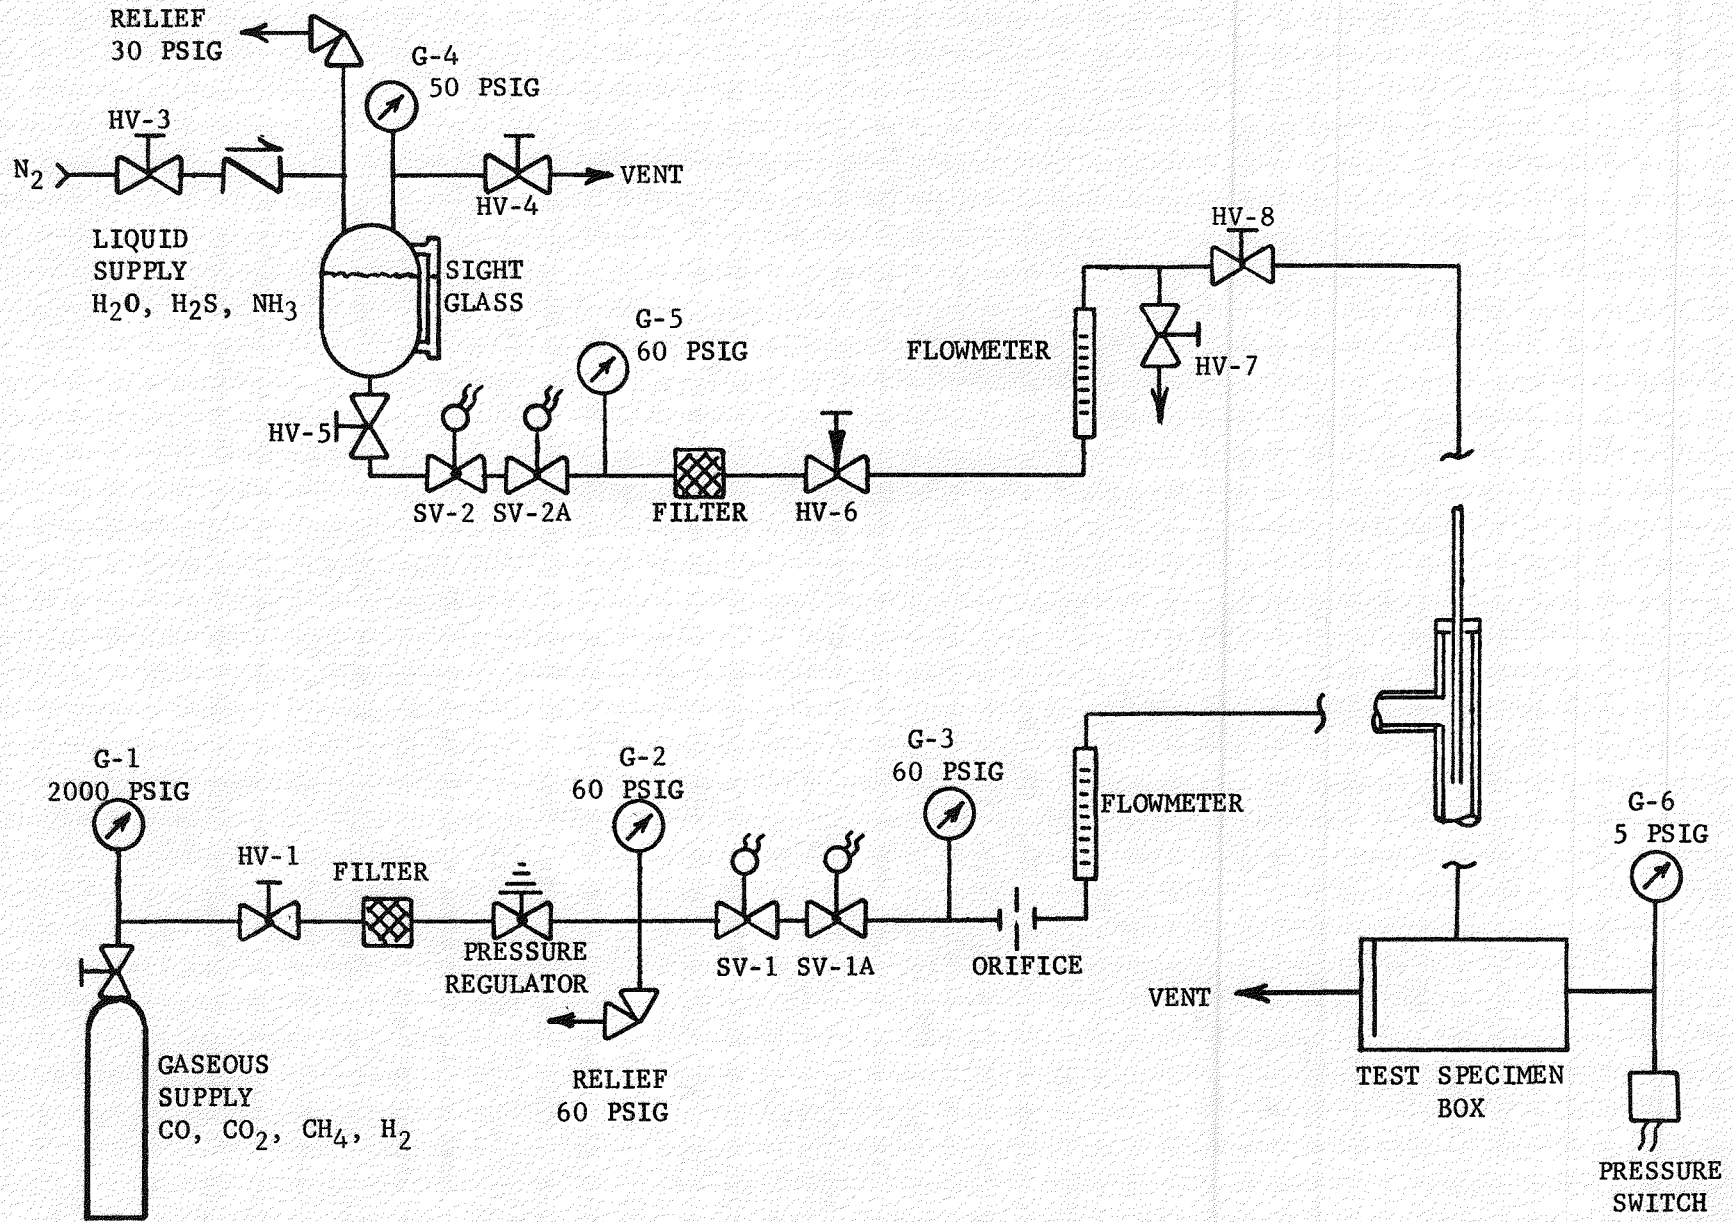 RELIEF
30 PSIG
G-4
50 PSIG
HV-3
N2
VENT
HV-4
LIQUID
SUPPLY
H2O, H2S, NH3
SIGHT
GLASS
HV-8
G-5
60 PSIG
FLOWMETER
HV-7
HV-5
SV-2
SV-2A
FILTER
HV-6
G-1
2000 PSIG
HV-1
FILTER
PRESSURE
REGULATOR
G-2
60 PSIG
RELIEF
60 PSIG
SV-1
SV-1A
G-3
60 PSIG
ORIFICE
FLOWMETER
G-6
5 PSIG
VENT
TEST SPECIMEN
BOX
PRESSURE
SWITCH
GASEOUS
SUPPLY
CO, CO2, CH4, H2